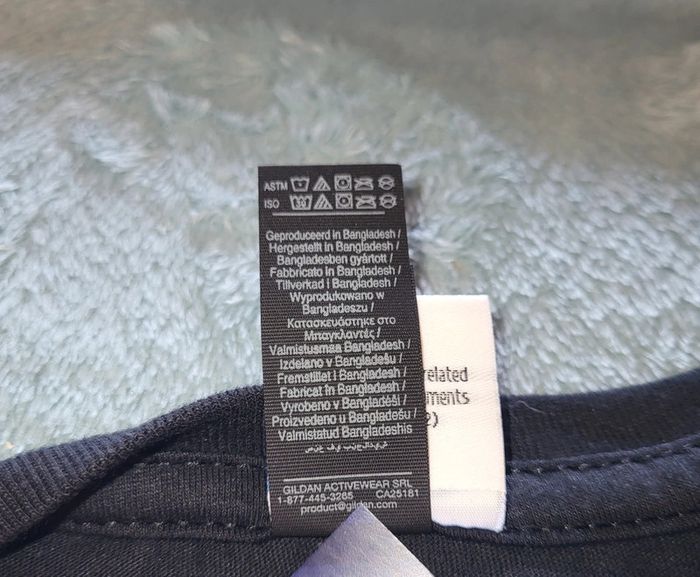 ASTM
ISO
Geproduceerd in Bangladesh /
Hergestellt in Bangladesh /
Bangladesben gyártott /
Fabbricato in Bangladesh /
Tillverkad i Bangladesh /
Wyprodukowano w
Bangladeszu /
Κατασκευάστηκε στο
Μπαγκλαντές /
Valmistusmaa Bangladesh /
Izdelano v Bangladešu /
Fremstillet i Bangladesh /
Fabricat în Bangladesh /
Vyrobeno v Bangladéši /
Proizvedeno u Bangladešu /
Valmistatud Bangladeshis
GILDAN ACTIVEWEAR SRL
1-877-445-3265 CA25181
product@gildan.com
related
ments
2)